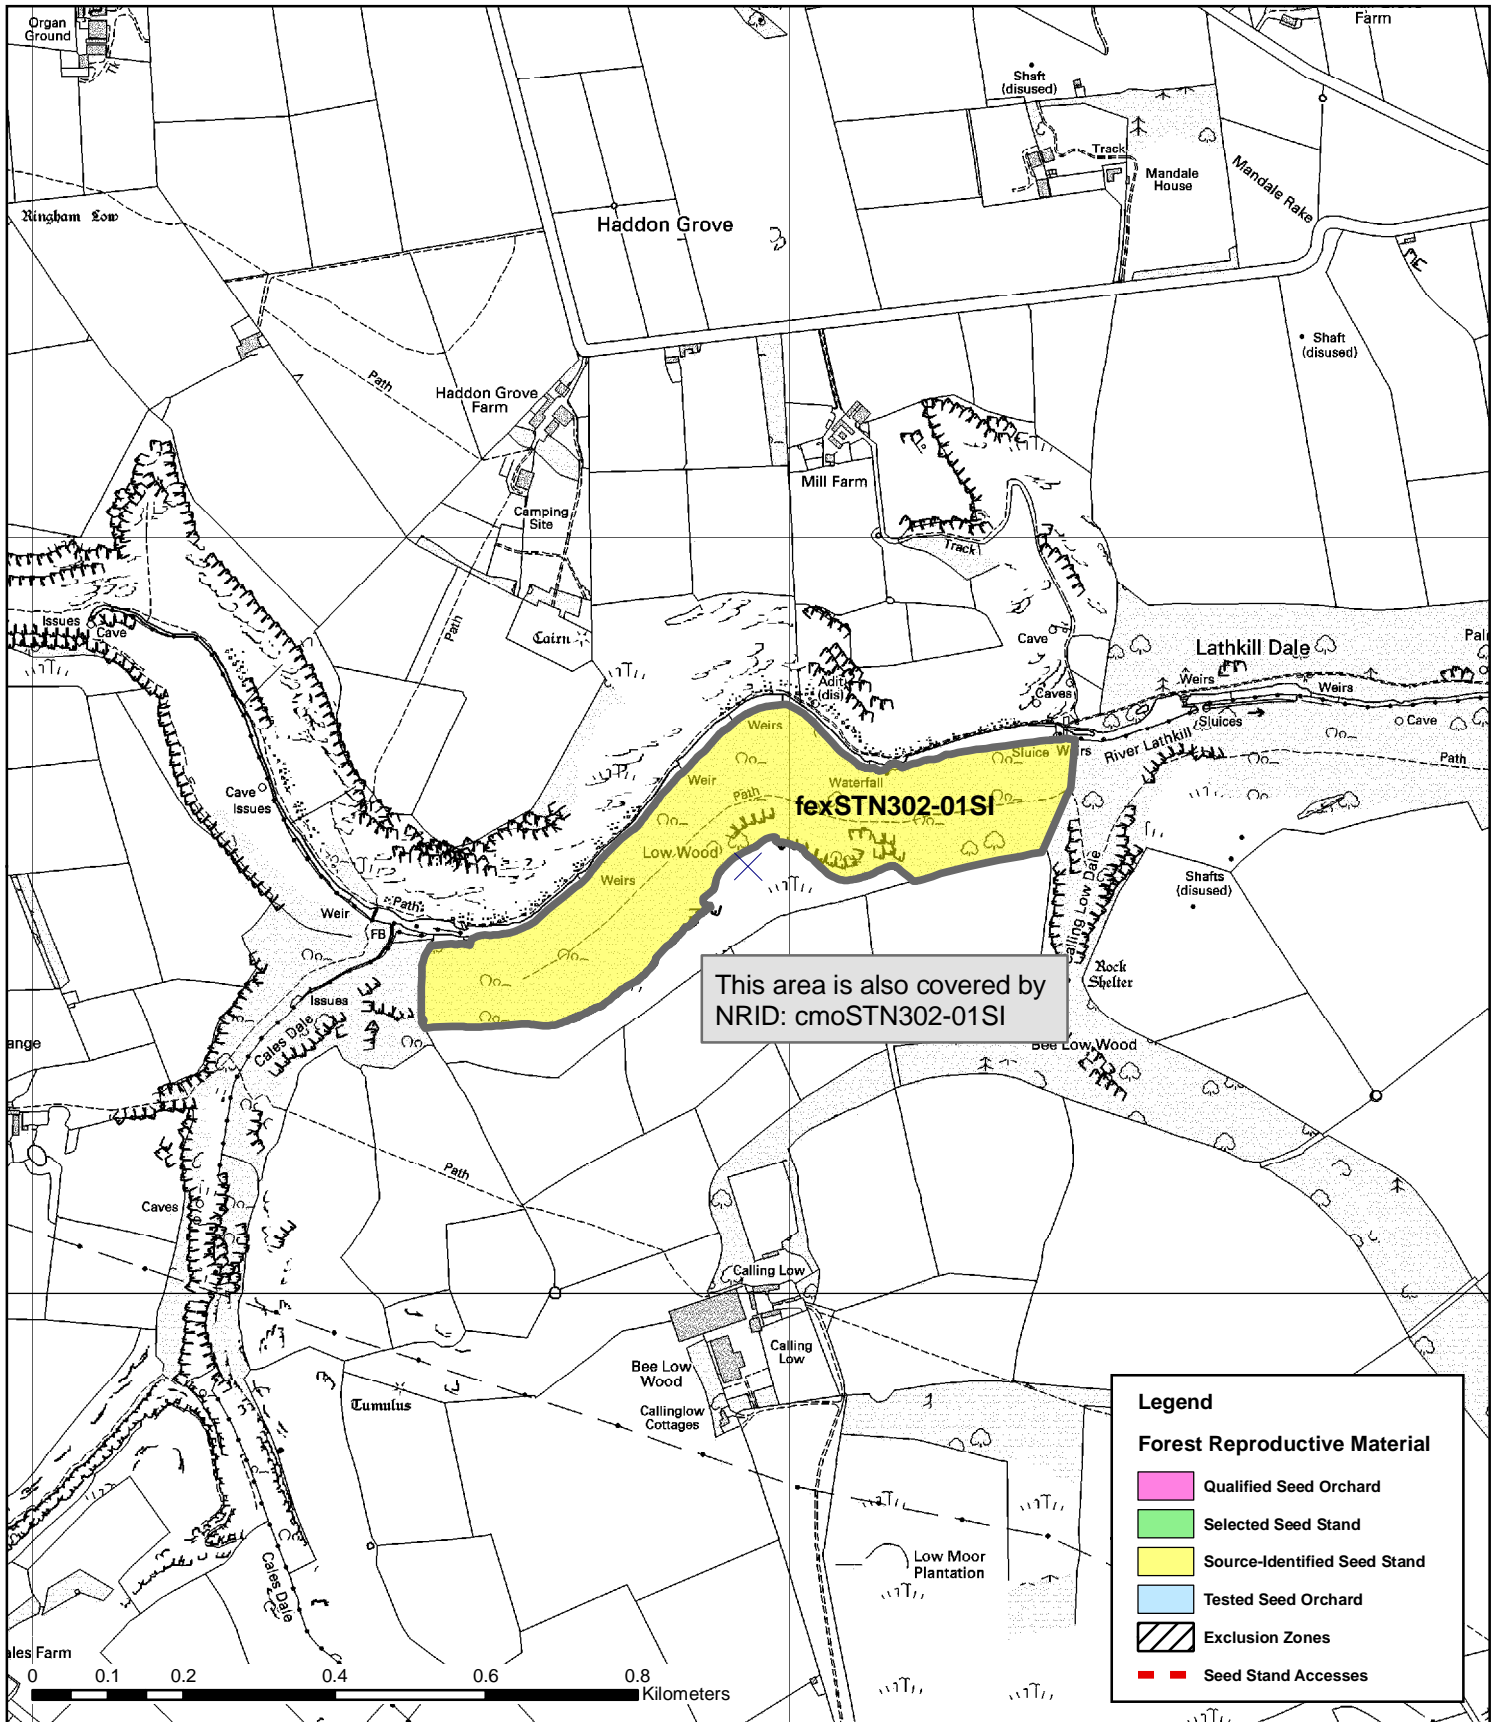 Organ
Ground
Tk
Farm
Shaft
(disused)
Track
Mandale
House
Mandale Rake
Ringham Low
Haddon Grove
Shaft
(disused)
Path
Haddon Grove
Farm
Mill Farm
Camping
Site
Track
Issues
Cave
Path
Cairn
Cave
Lathkill Dale
Adit
(dis)
Caves
Weirs
Weirs
Sluices
Cave
Weirs
Sluice
Weirs
River Lathkill
Path
Weir
Waterfall
Cave
Issues
Path
fexSTN302-01SI
Low Wood
Weirs
Calling Low Dale
Shafts
(disused)
Weir
Path
FB
This area is also covered by
NRID: cmoSTN302-01SI
Rock
Shelter
Issues
Cales Dale
Bee Low Wood
ange
Path
Caves
Calling Low
Calling
Low
Bee Low
Wood
Callinglow
Cottages
Tumulus
Low Moor
Plantation
Cales Dale
ales Farm
0 0.1 0.2 0.4 0.6 0.8
Kilometers
Legend
Forest Reproductive Material
Qualified Seed Orchard
Selected Seed Stand
Source-Identified Seed Stand
Tested Seed Orchard
Exclusion Zones
Seed Stand Accesses